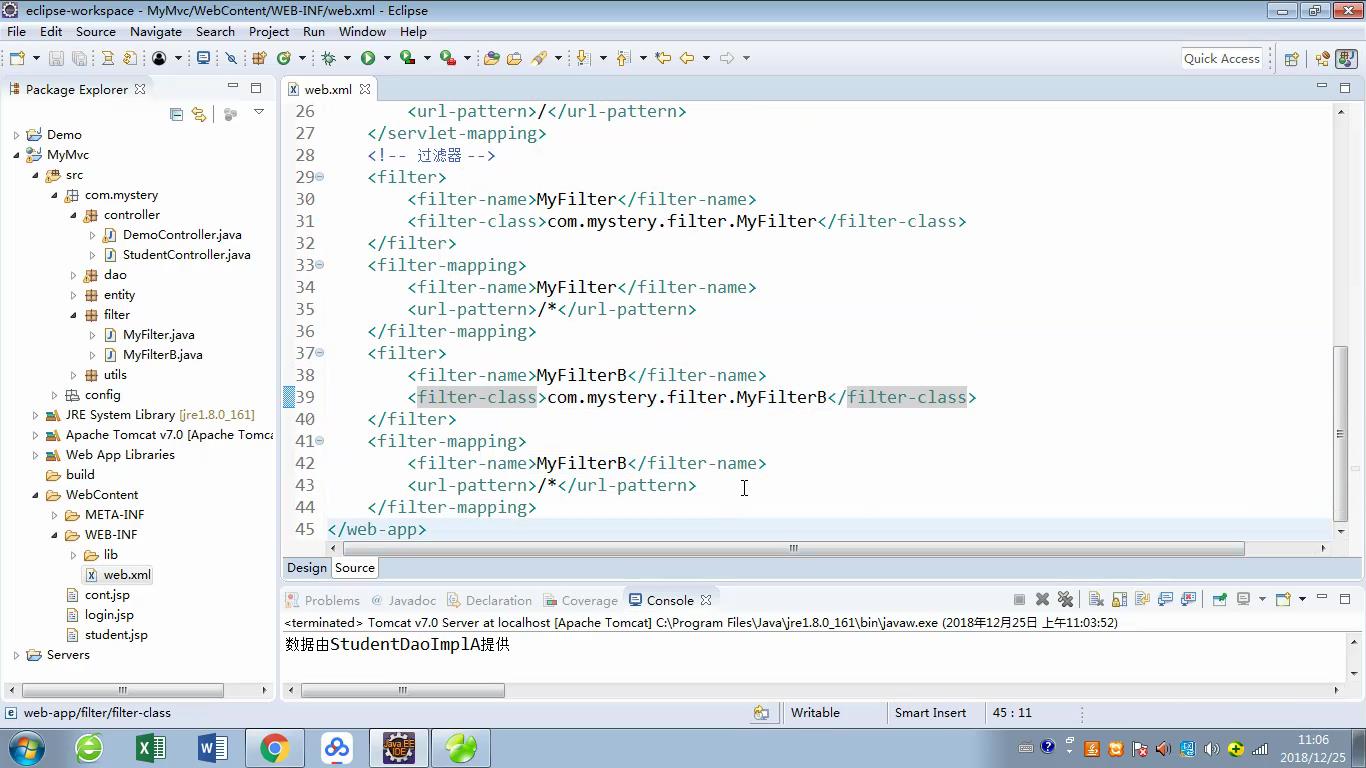 eclipse-workspace - MyMvc/WebContent/WEB-INF/web.xml - Eclipse
File Edit Source Navigate Search Project Run Window Help
Quick Access
Package Explorer
Demo
MyMvc
src
com.mystery
controller
DemoController.java
StudentController.java
dao
entity
filter
MyFilter.java
MyFilterB.java
utils
config
JRE System Library [jre1.8.0_161]
Apache Tomcat v7.0 [Apache Tomca
Web App Libraries
build
WebContent
META-INF
WEB-INF
lib
web.xml
cont.jsp
login.jsp
student.jsp
Servers
web.xml
26 <url-pattern>/</url-pattern>
27 </servlet-mapping>
28 <!-- 过滤器 -->
29 <filter>
30 <filter-name>MyFilter</filter-name>
31 <filter-class>com.mystery.filter.MyFilter</filter-class>
32 </filter>
33 <filter-mapping>
34 <filter-name>MyFilter</filter-name>
35 <url-pattern>/*</url-pattern>
36 </filter-mapping>
37 <filter>
38 <filter-name>MyFilterB</filter-name>
39 <filter-class>com.mystery.filter.MyFilterB</filter-class>
40 </filter>
41 <filter-mapping>
42 <filter-name>MyFilterB</filter-name>
43 <url-pattern>/*</url-pattern>
44 </filter-mapping>
45 </web-app>
Design Source
Problems @ Javadoc Declaration Coverage Console
<terminated> Tomcat v7.0 Server at localhost [Apache Tomcat] C:\Program Files\Java\jre1.8.0_161\bin\javaw.exe (2018年12月25日 上午11:03:52)
数据由StudentDaoImplA提供
web-app/filter/filter-class Writable Smart Insert 45 : 11
Java EE
IDE
11:06
2018/12/25